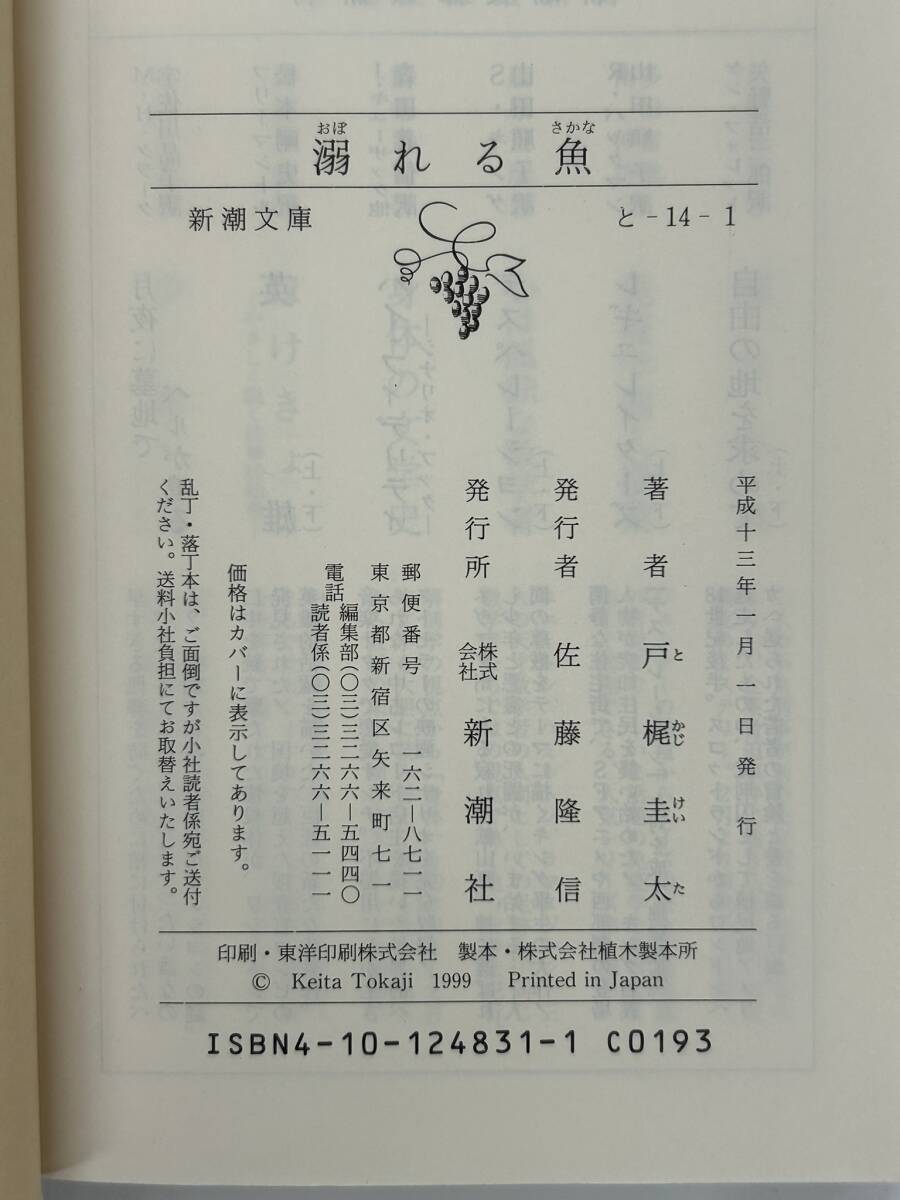 溺れる魚
おぼ
さかな
新潮文庫
と-14-1
平成十三年一月一日発行
著者 戸梶圭太
と かじ けい た
発行者 佐藤隆信
発行所 株式会社 新潮社
郵便番号 一六二―八七一一
東京都新宿区矢来町七一
電話 編集部(〇三)三二六六―五四四〇
読者係(〇三)三二六六―五一一一
価格はカバーに表示してあります。
乱丁・落丁本は、ご面倒ですが小社読者係宛ご送付
ください。送料小社負担にてお取替えいたします。
印刷・東洋印刷株式会社 製本・株式会社植木製本所
© Keita Tokaji 1999 Printed in Japan
ISBN4-10-124831-1 C0193